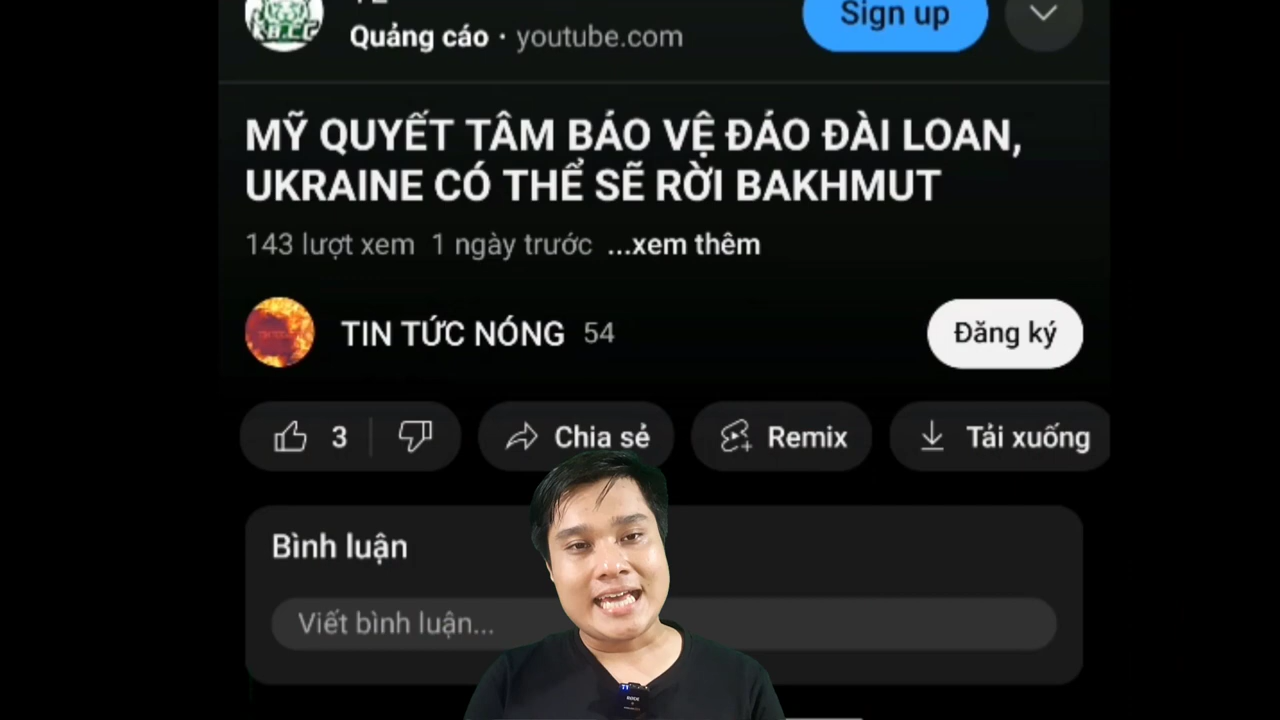 Quảng cáo · youtube.com
Sign up
MỸ QUYẾT TÂM BẢO VỆ ĐẢO ĐÀI LOAN,
UKRAINE CÓ THỂ SẼ RỜI BAKHMUT
143 lượt xem 1 ngày trước ...xem thêm
TIN TỨC NÓNG 54
Đăng ký
3
Chia sẻ
Remix
Tải xuống
Bình luận
Viết bình luận...